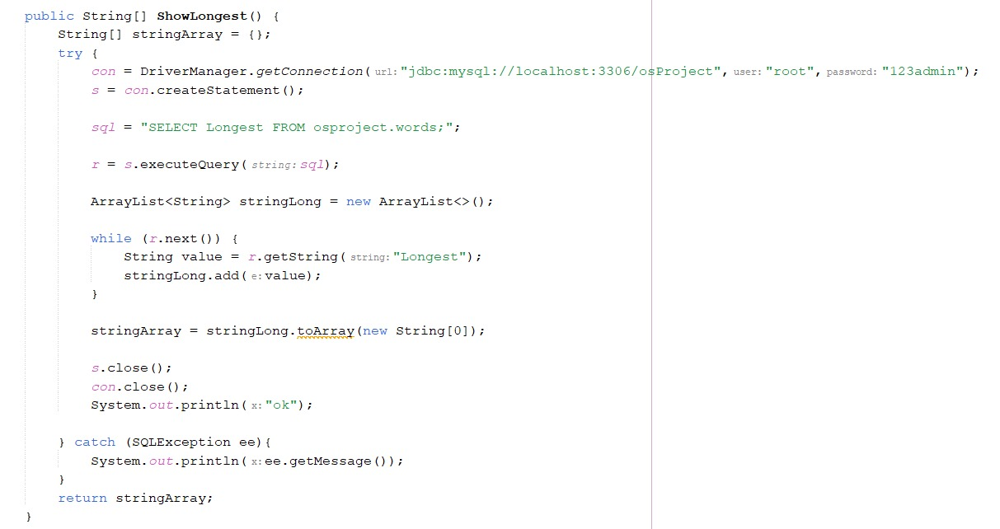 public String[] ShowLongest() {
    String[] stringArray = {};
    try {
        con = DriverManager.getConnection( url: "jdbc:mysql://localhost:3306/osProject", user: "root", password: "123admin");
        s = con.createStatement();

        sql = "SELECT Longest FROM osproject.words;";

        r = s.executeQuery( string: sql);

        ArrayList<String> stringLong = new ArrayList<>();

        while (r.next()) {
            String value = r.getString( string: "Longest");
            stringLong.add( e: value);
        }

        stringArray = stringLong.toArray(new String[0]);

        s.close();
        con.close();
        System.out.println( x: "ok");

    } catch (SQLException ee){
        System.out.println( x: ee.getMessage());
    }
    return stringArray;
}